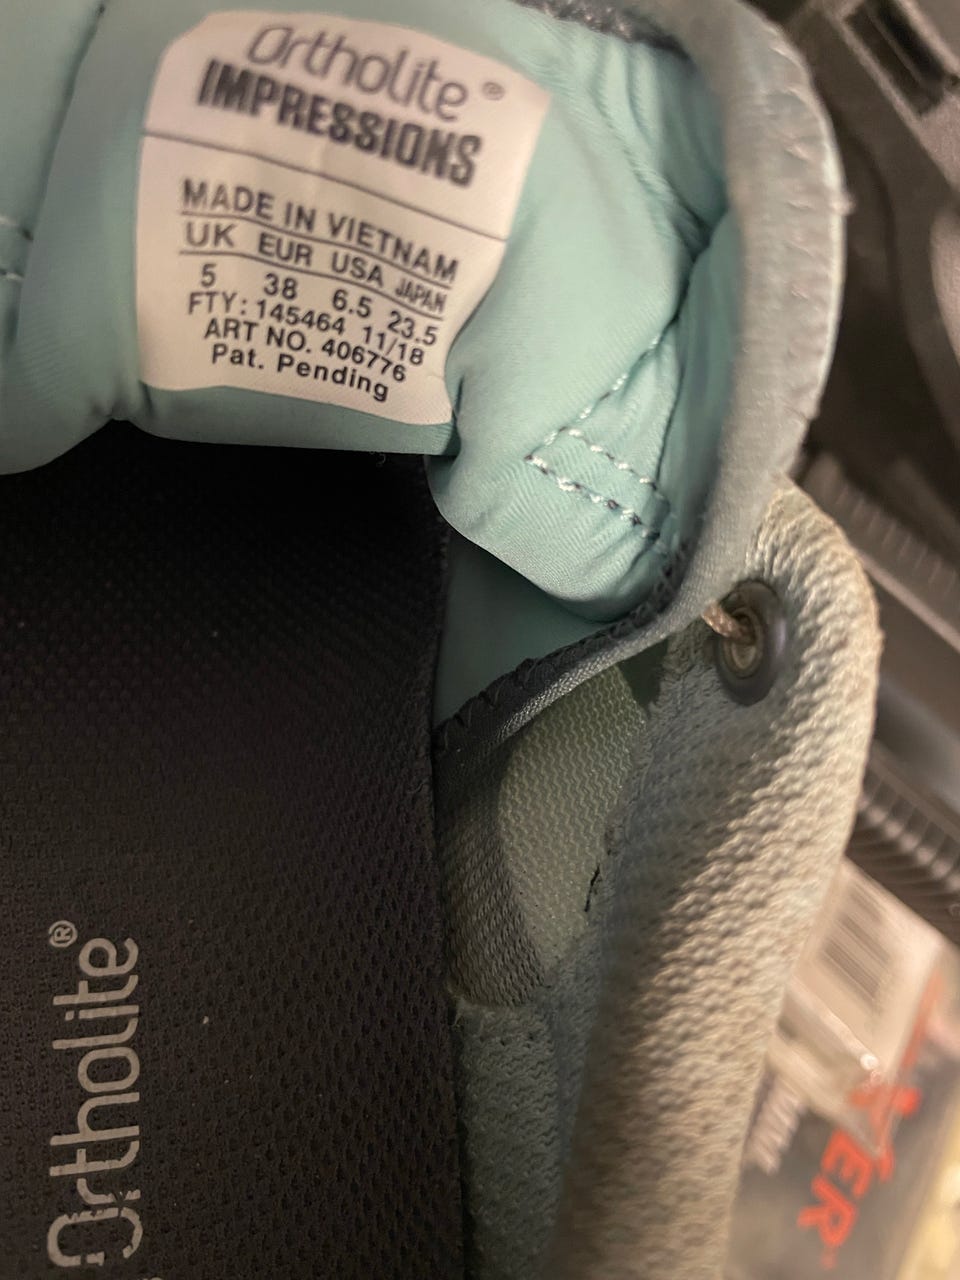 Ortholite®
IMPRESSIONS
MADE IN VIETNAM
UK EUR USA JAPAN
5 38 6.5 23.5
FTY: 145464 11/18
ART NO. 406776
Pat. Pending
Ortholite®